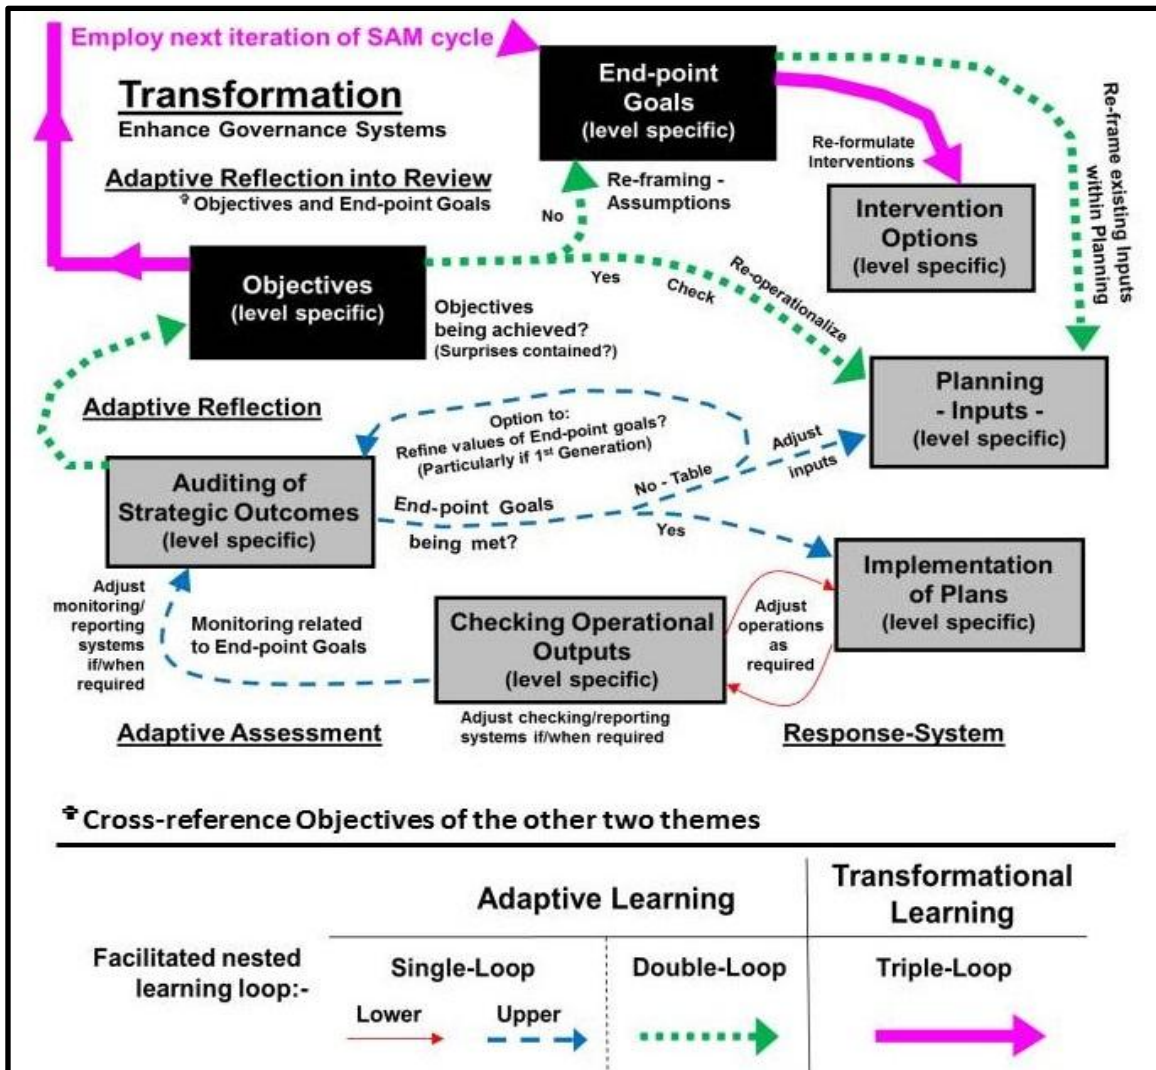 Employ next iteration of SAM cycle
Transformation
Enhance Governance Systems
Adaptive Reflection into Review
Objectives and End-point Goals
End-point
Goals
(level specific)
Re-formulate
Interventions
Re-frame existing Inputs
within Planning
No
Re-framing -
Assumptions
Intervention
Options
(level specific)
Objectives
(level specific)
Yes
Check
Re-operationalize
Objectives
being achieved?
(Surprises contained?)
Planning
- Inputs -
(level specific)
Adaptive Reflection
Option to:
Refine values of End-point goals?
(Particularly if 1st Generation)
No - Table
Adjust
inputs
Auditing of
Strategic Outcomes
(level specific)
End-point Goals
being met?
Yes
Implementation
of Plans
(level specific)
Adjust
monitoring/
reporting
systems
if/when
required
Monitoring related
to End-point Goals
Checking Operational
Outputs
(level specific)
Adjust
operations
as
required
Adjust checking/reporting
systems if/when required
Adaptive Assessment
Response-System
Cross-reference Objectives of the other two themes
Adaptive Learning
Transformational
Learning
Facilitated nested
learning loop:-
Single-Loop
Double-Loop
Triple-Loop
Lower
Upper